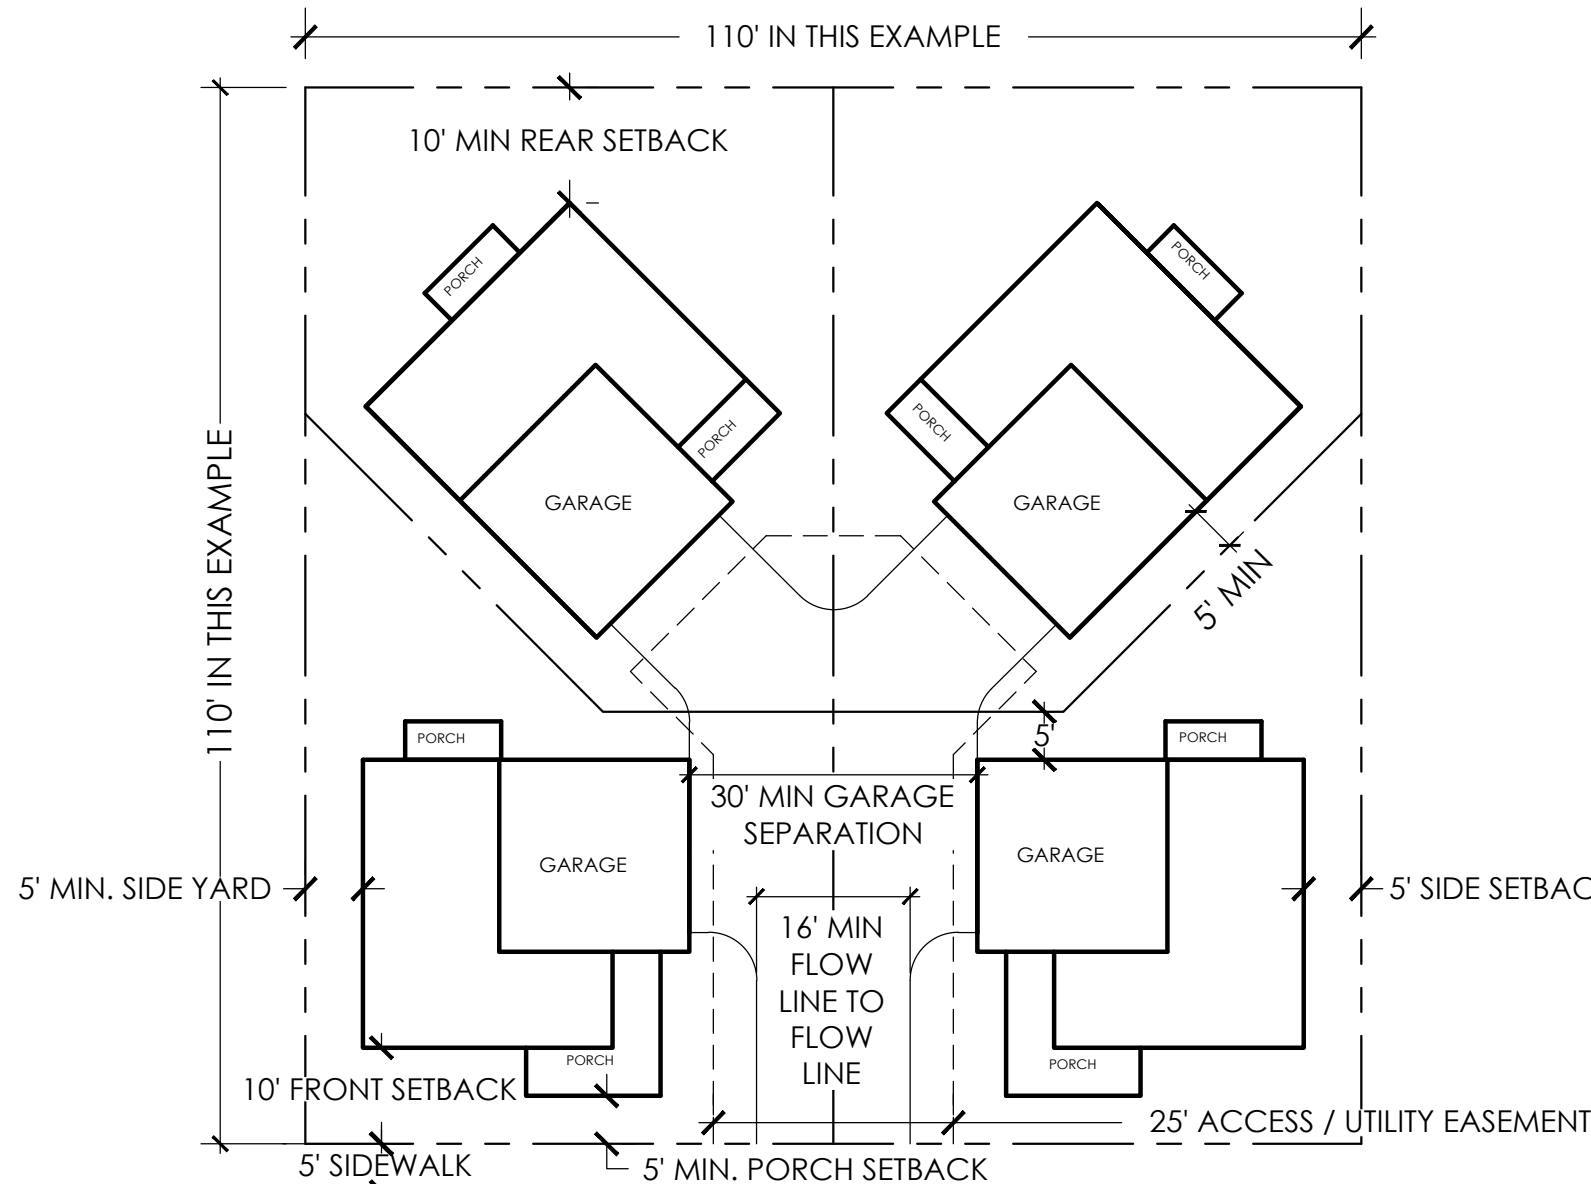 110' IN THIS EXAMPLE
10' MIN REAR SETBACK
PORCH
PORCH
PORCH
PORCH
GARAGE
GARAGE
110' IN THIS EXAMPLE
5' MIN
PORCH
5'
PORCH
30' MIN GARAGE
SEPARATION
GARAGE
GARAGE
5' MIN. SIDE YARD
5' SIDE SETBAC
16' MIN
FLOW
LINE TO
FLOW
LINE
PORCH
PORCH
10' FRONT SETBACK
25' ACCESS / UTILITY EASEMENT
5' SIDEWALK
5' MIN. PORCH SETBACK